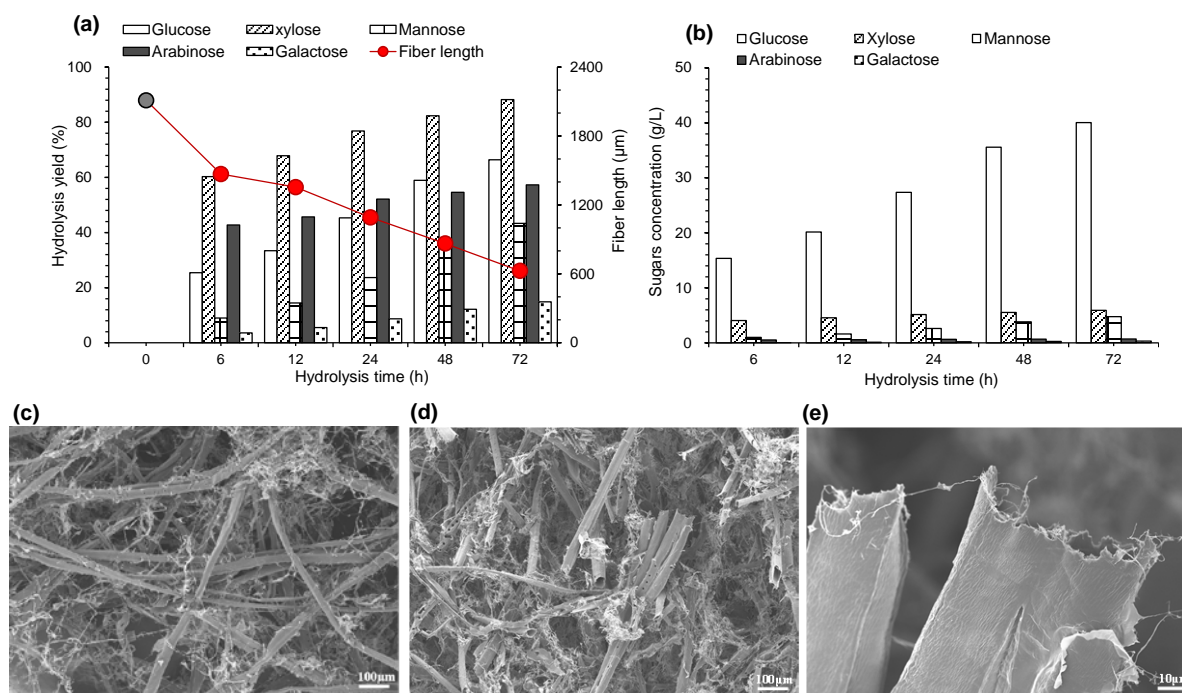 (a)
Glucose xylose Mannose
Arabinose Galactose Fiber length
100 80 60 40 20 0
Hydrolysis yield (%)
2400 1800 1200 600 0
Fiber length (µm)
0 6 12 24 48 72
Hydrolysis time (h)
(b)
Glucose Xylose Mannose
Arabinose Galactose
50 40 30 20 10 0
Sugars concentration (g/L)
6 12 24 48 72
Hydrolysis time (h)
(c)
100µm
(d)
100µm
(e)
10µm